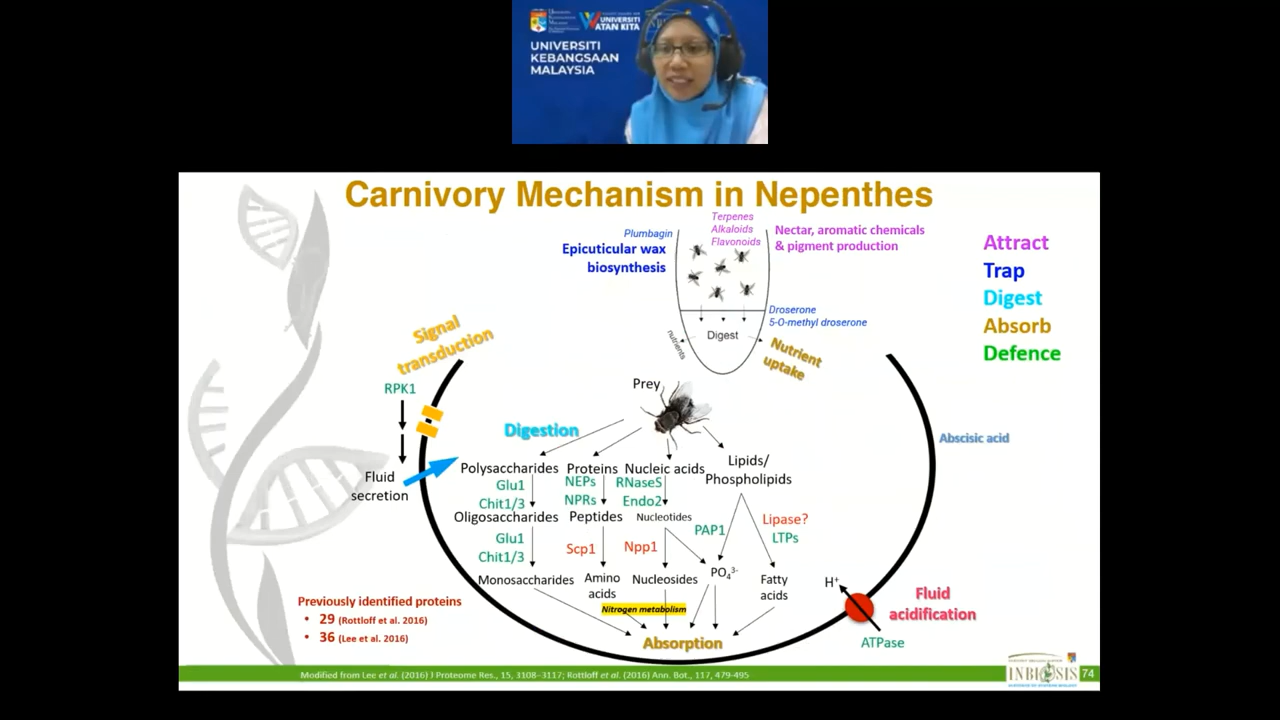 UNIVERSITI
KEBANGSAAN
MALAYSIA
UNIVERSITI
WATAN KITA
Carnivory Mechanism in Nepenthes
Terpenes
Alkaloids
Flavonoids
Nectar, aromatic chemicals
& pigment production
Plumbagin
Epicuticular wax
biosynthesis
Attract
Trap
Digest
Absorb
Defence
Droserone
5-O-methyl droserone
Digest
nutrients
Nutrient
uptake
Signal
transduction
RPK1
Fluid
secretion
Prey
Digestion
Abscisic acid
Polysaccharides Proteins Nucleic acids Lipids/
Phospholipids
Glu1 NEPs RNaseS
Chit1/3 NPRs Endo2
Oligosaccharides Peptides Nucleotides
PAP1 Lipase?
LTPs
Glu1
Chit1/3 Scp1 Npp1
Monosaccharides Amino
acids Nucleosides PO₄³⁻ Fatty
acids
Nitrogen metabolism
Absorption
H⁺
Fluid
acidification
ATPase
Previously identified proteins
• 29 (Rottloff et al. 2016)
• 36 (Lee et al. 2016)
Modified from Lee et al. (2016) J Proteome Res., 15, 3108–3117; Rottloff et al. (2016) Ann. Bot., 117, 479-495
INBIOSIS
74